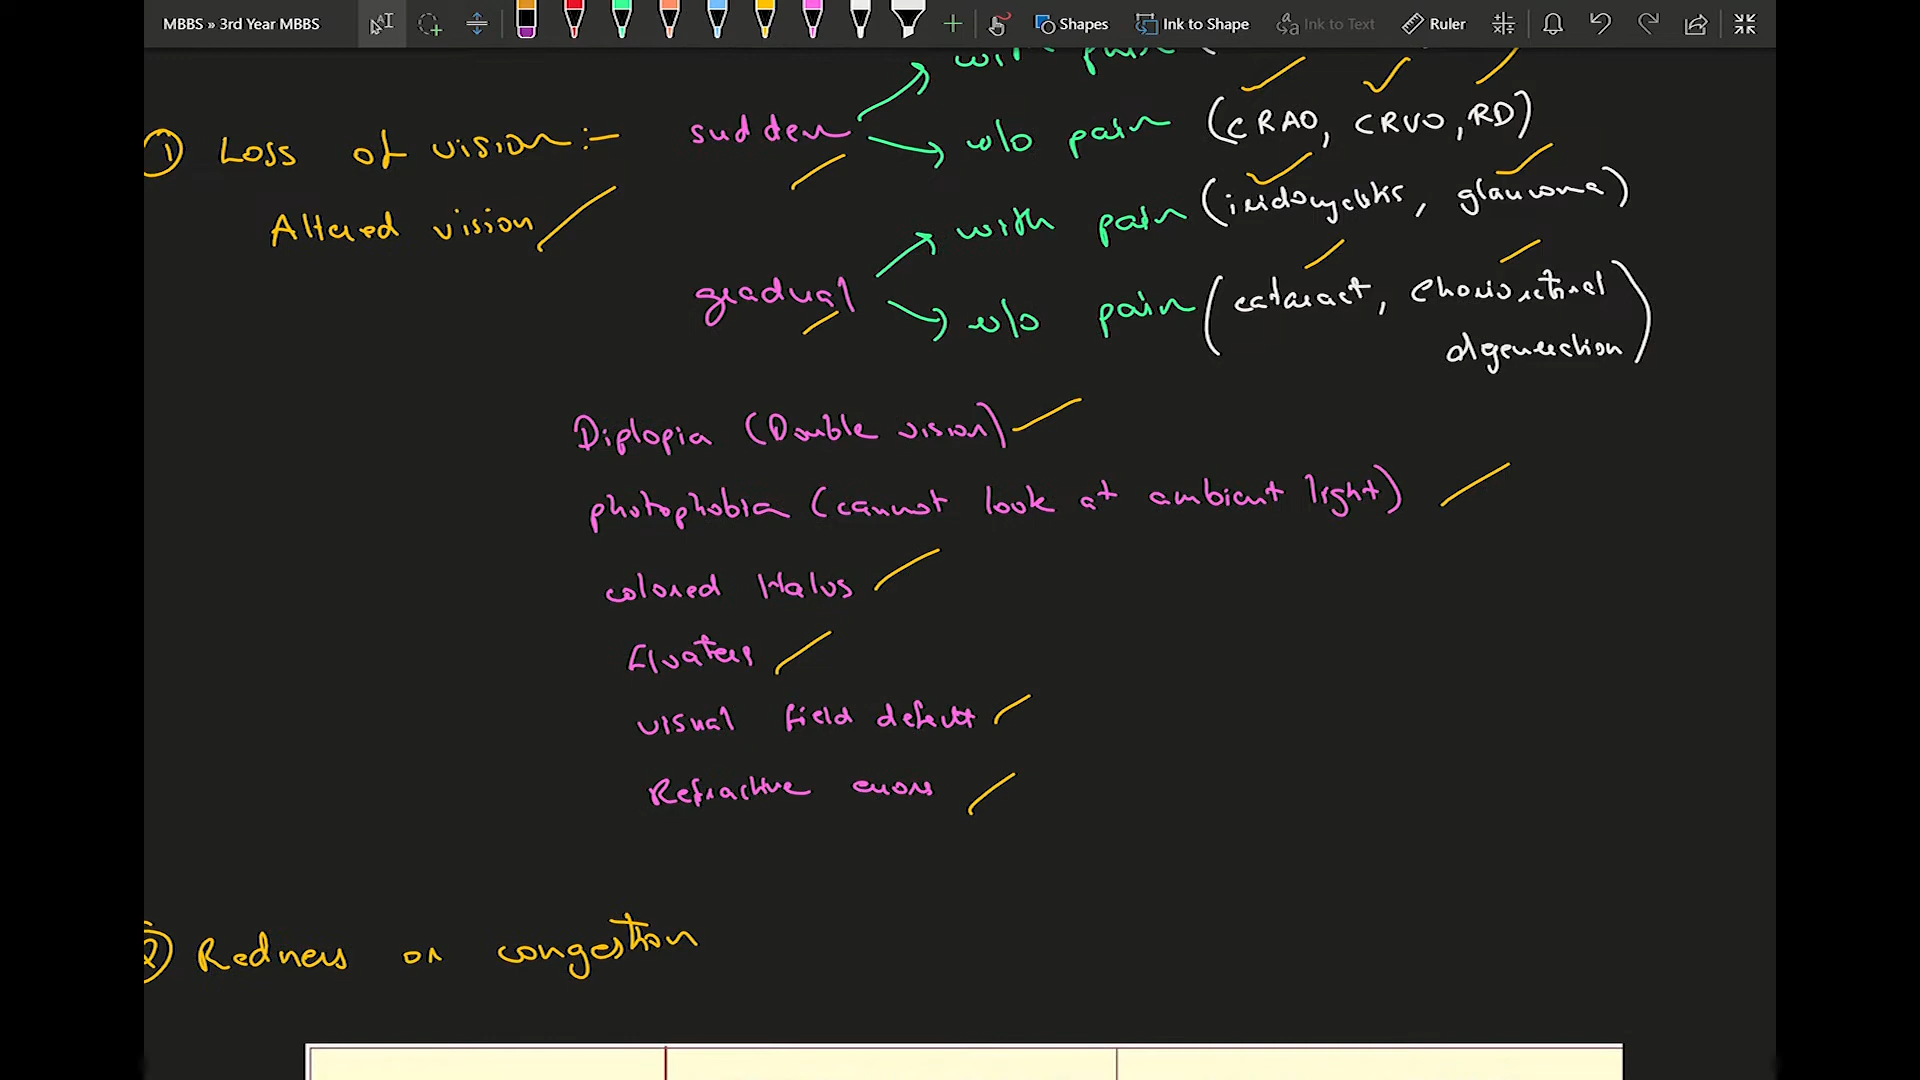 MBBS » 3rd Year MBBS
Shapes
Ink to Shape
Ink to Text
Ruler
① Loss of vision :-
Altered vision
sudden
w/o pain (CRAO, CRVO, RD)
gradual
with pain (iridocyclitis, glaucoma)
w/o pain (cataract, chorioretinal
degenerction)
Diplopia (Double vision)
photophobia (cannot look at ambient light)
colored Halos
floaters
visual field defects
Refractive errors
② Redness or congestion